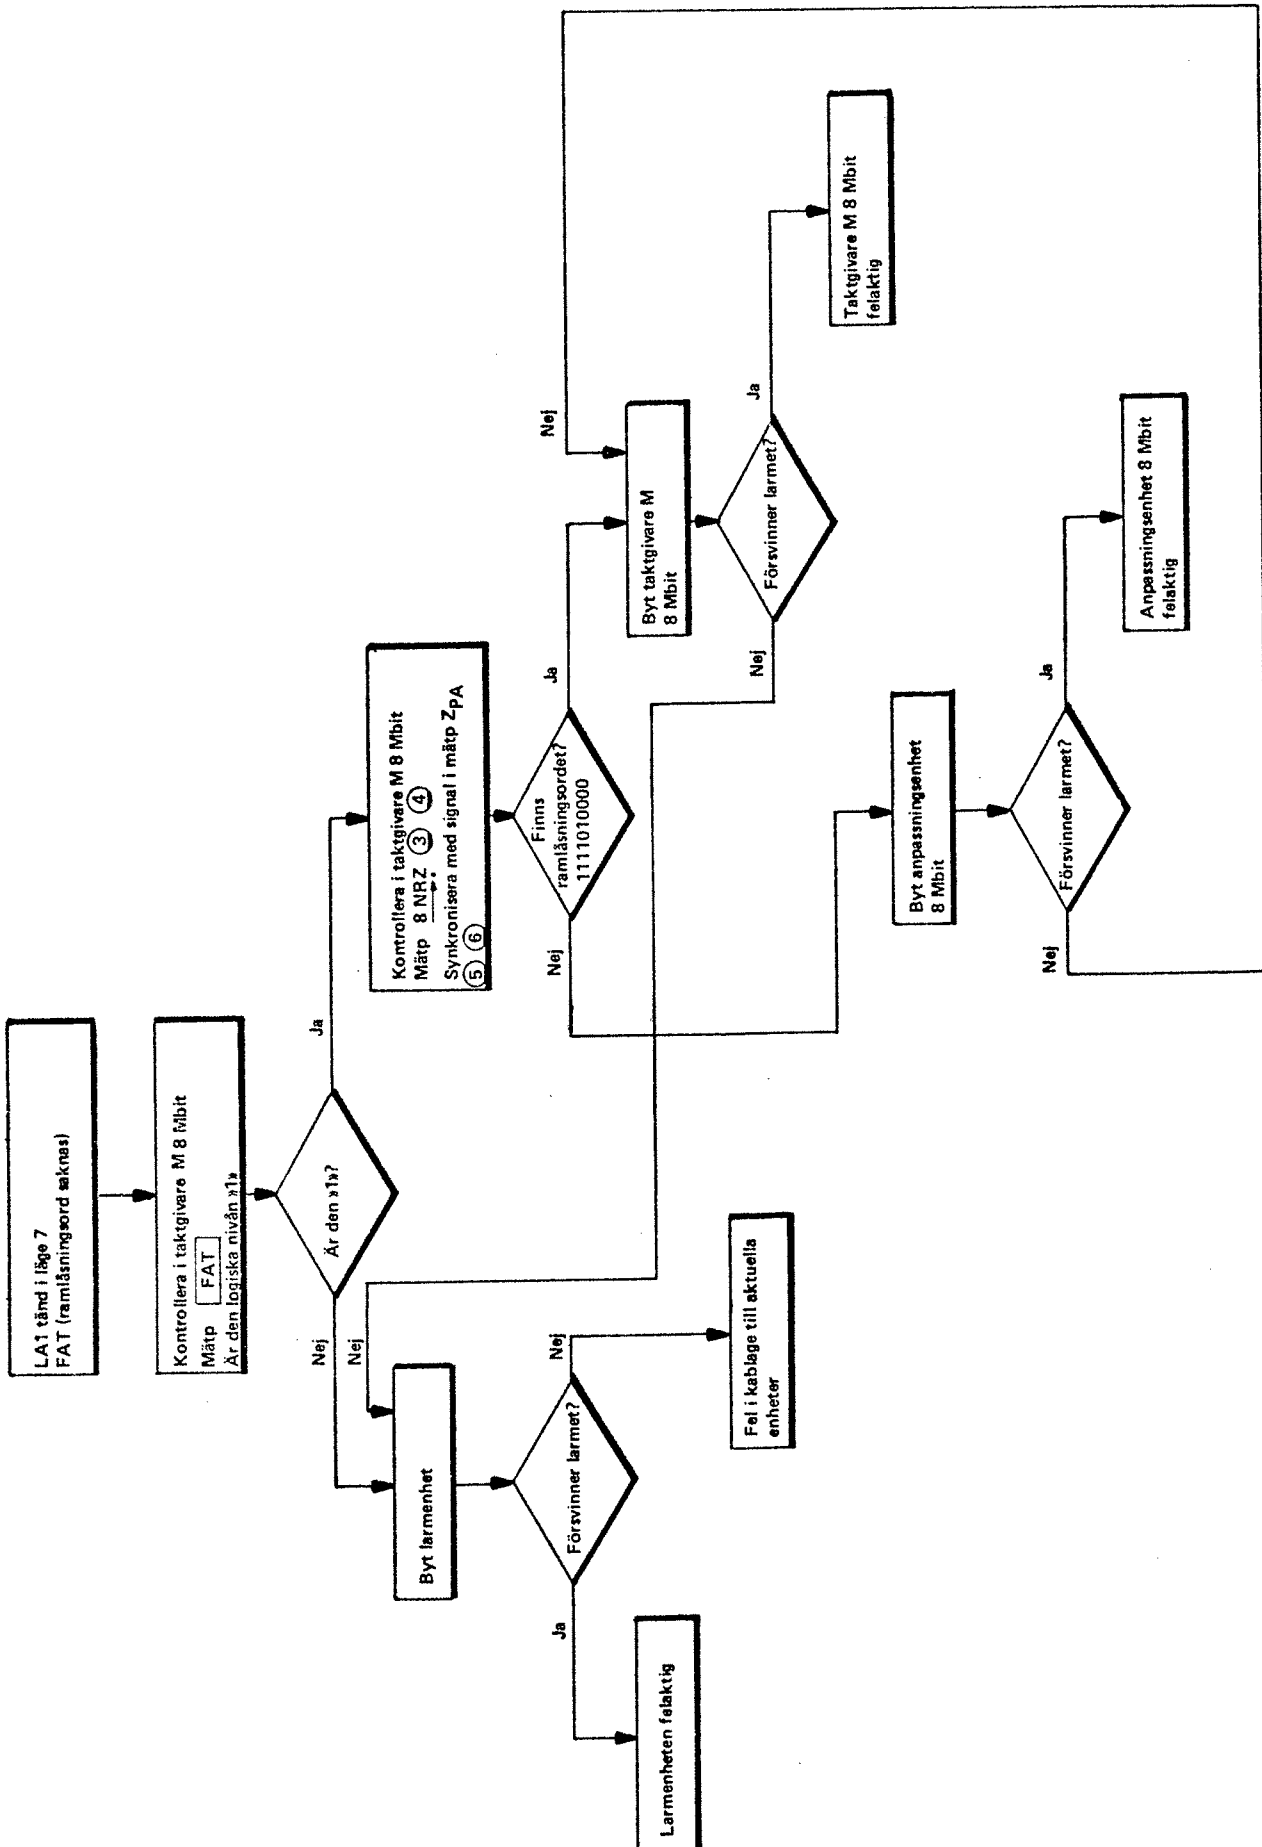 LA1 tänd i läge 7
FAT (ramlåsningsord saknas)
Kontrollera i taktgivare M 8 Mbit
Mätp FAT
Är den logiska nivån »1»
Är den »1»?
Nej
Ja
Nej
Kontrollera i taktgivare M 8 Mbit
Mätp 8 NRZ 3 4
Synkronisera med signal i mätp ZPA
5 6
Finns
ramlåsningsordet?
1111010000
Nej
Ja
Nej
Byt taktgivare M
8 Mbit
Försvinner larmet?
Nej
Ja
Taktgivare M 8 Mbit
felaktig
Byt larmenhet
Försvinner larmet?
Ja
Nej
Larmenheten felaktig
Fel i kablage till aktuella
enheter
Byt anpassningsenhet
8 Mbit
Försvinner larmet?
Nej
Ja
Anpassningsenhet 8 Mbit
felaktig